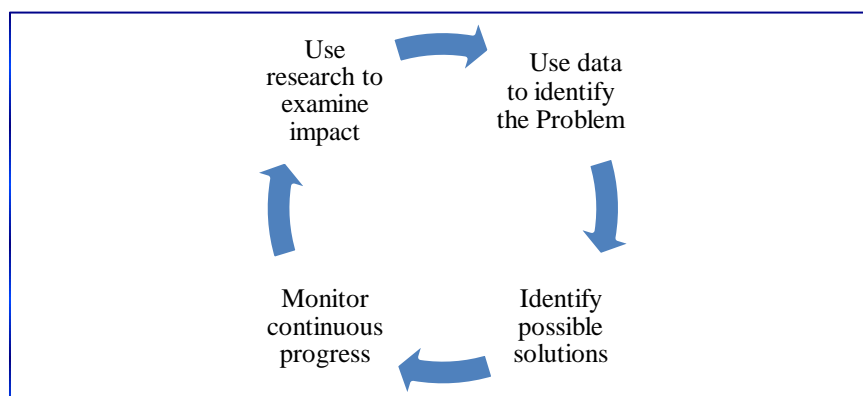 Use
research to
examine
impact
Use data
to identify
the Problem
Identify
possible
solutions
Monitor
continuous
progress